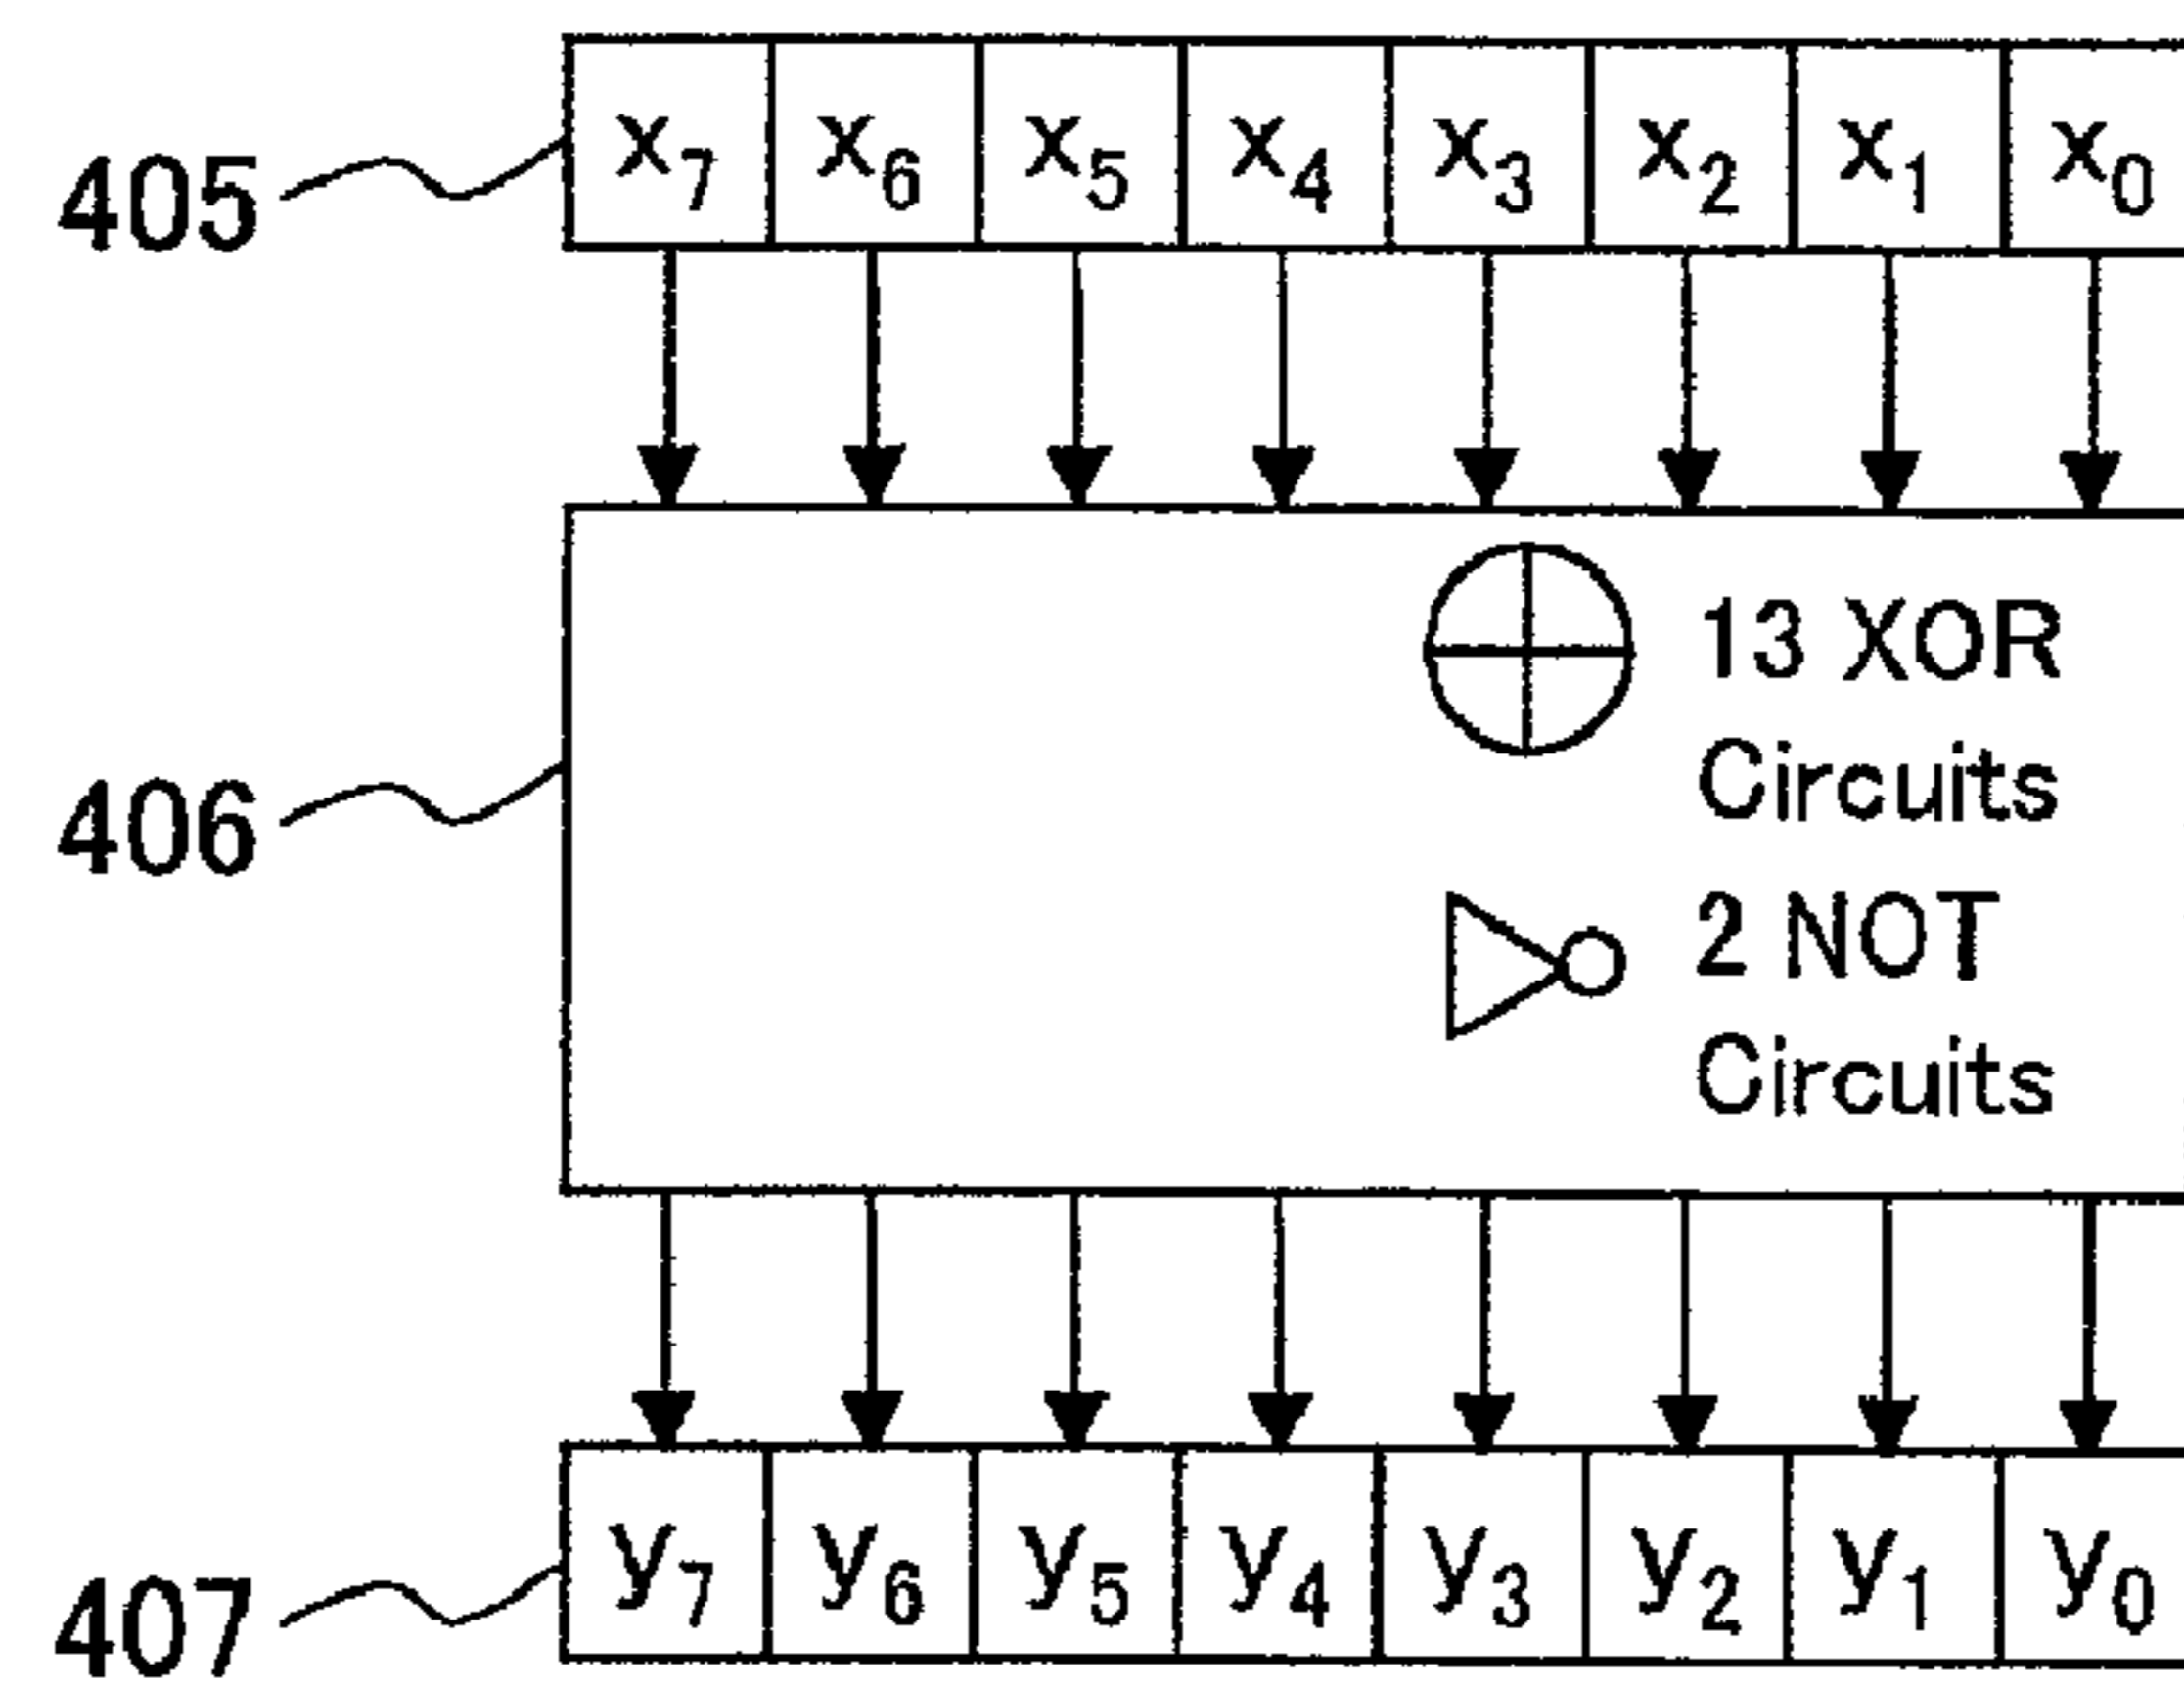 405 x7 x6 x5 x4 x3 x2 x1 x0
13 XOR
Circuits
406
2 NOT
Circuits
407 y7 y6 y5 y4 y3 y2 y1 y0